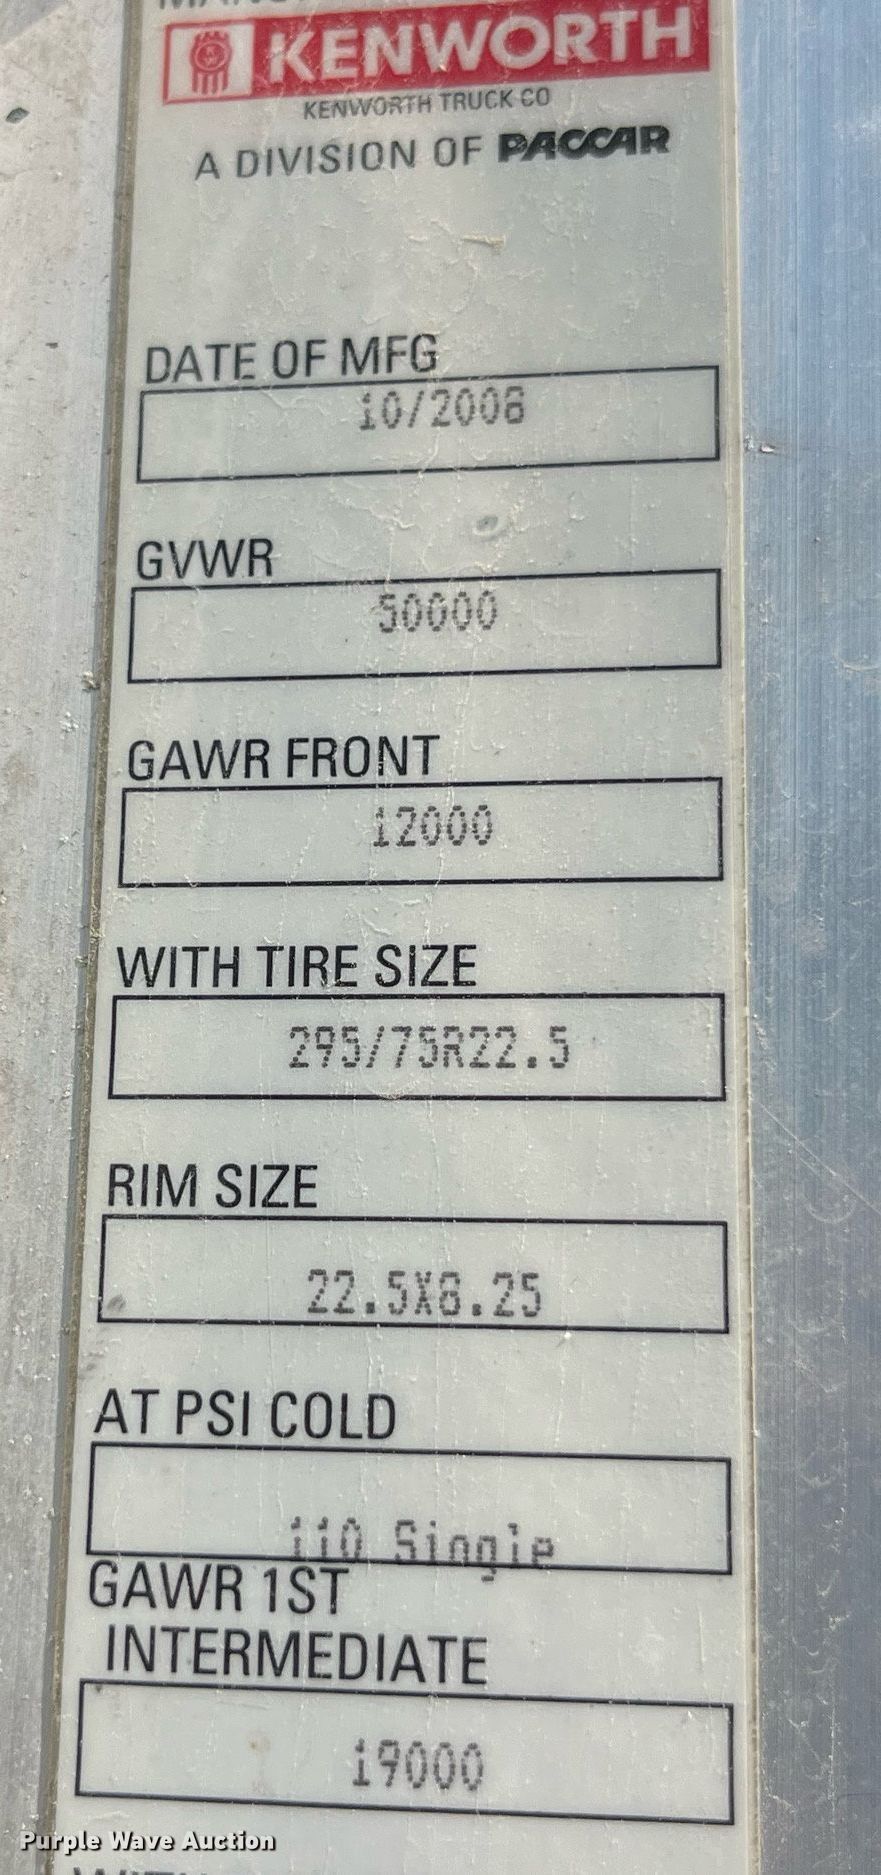 KENWORTH
KENWORTH TRUCK CO
A DIVISION OF PACCAR
DATE OF MFG
10/2008
GVWR
50000
GAWR FRONT
12000
WITH TIRE SIZE
295/75R22.5
RIM SIZE
22.5X8.25
AT PSI COLD
110 Single
GAWR 1ST
INTERMEDIATE
19000
Purple Wave Auction